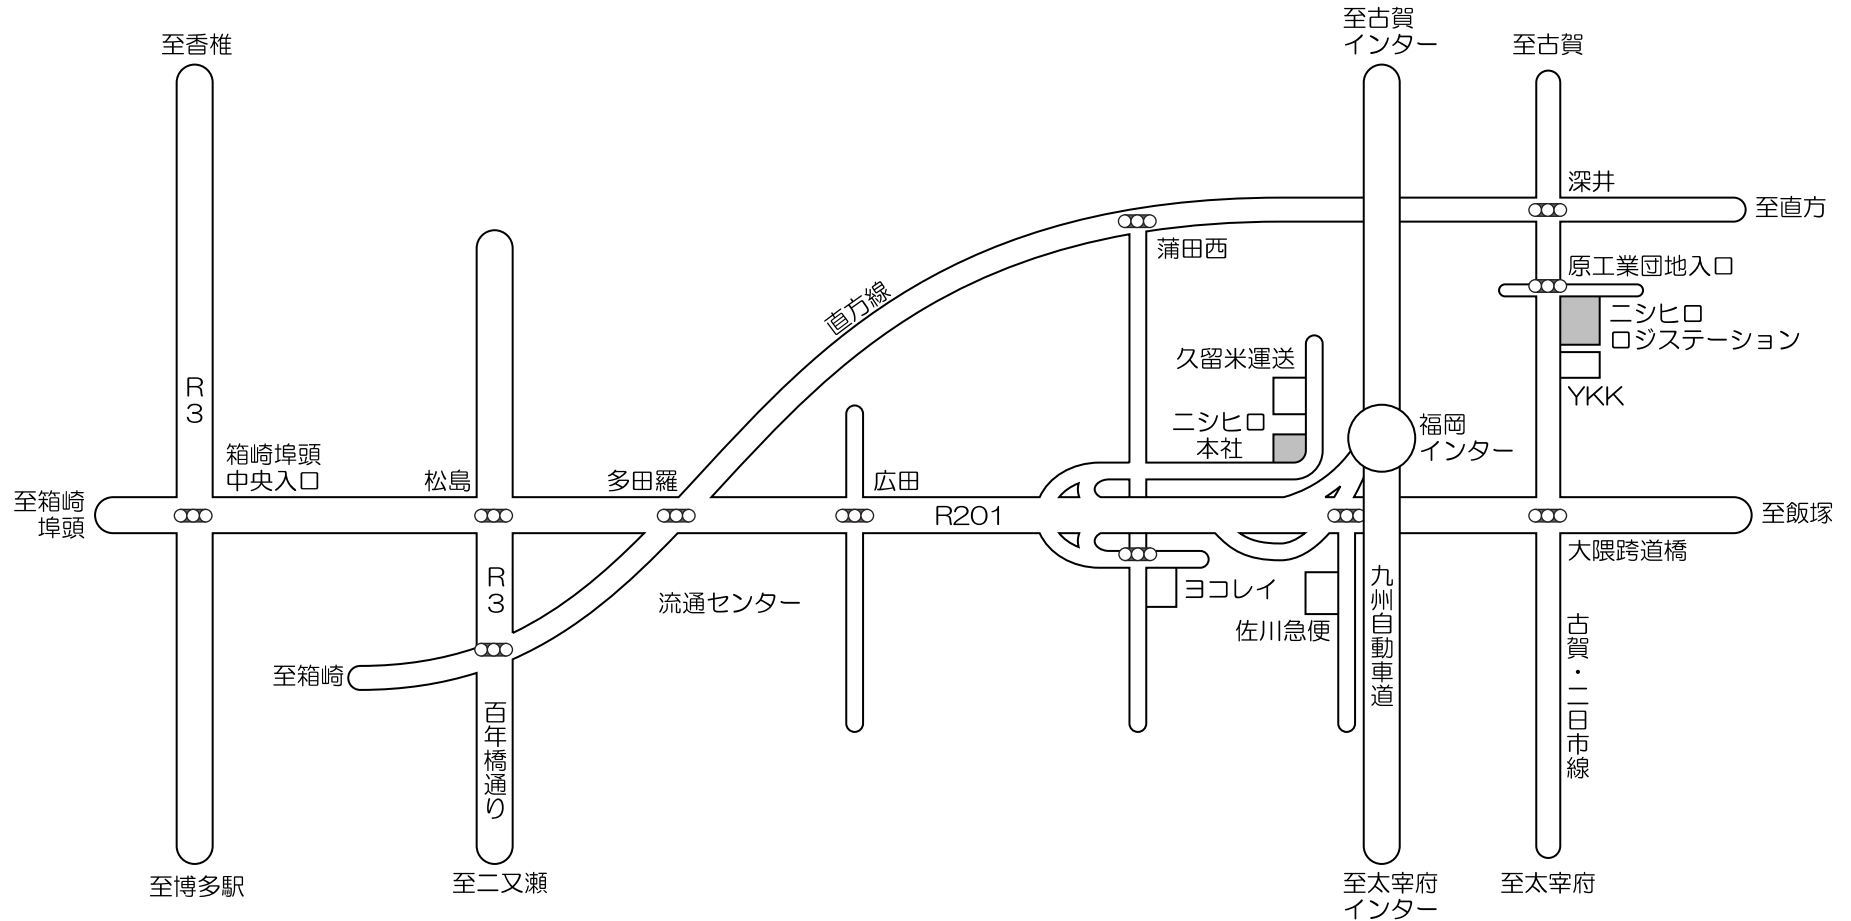 至古賀
インター
至香椎
至古賀
深井
至直方
蒲田西
原工業団地入口
直方線
ニシヒロ
ロジステーション
久留米運送
R3
YKK
ニシヒロ
本社
福岡
インター
箱崎埠頭
中央入口
松島
多田羅
広田
至箱崎
埠頭
R201
至飯塚
大隈跨道橋
R3
流通センター
ヨコレイ
佐川急便
九州自動車道
古賀・二日市線
至箱崎
百年橋通り
至博多駅
至二又瀬
至太宰府
インター
至太宰府